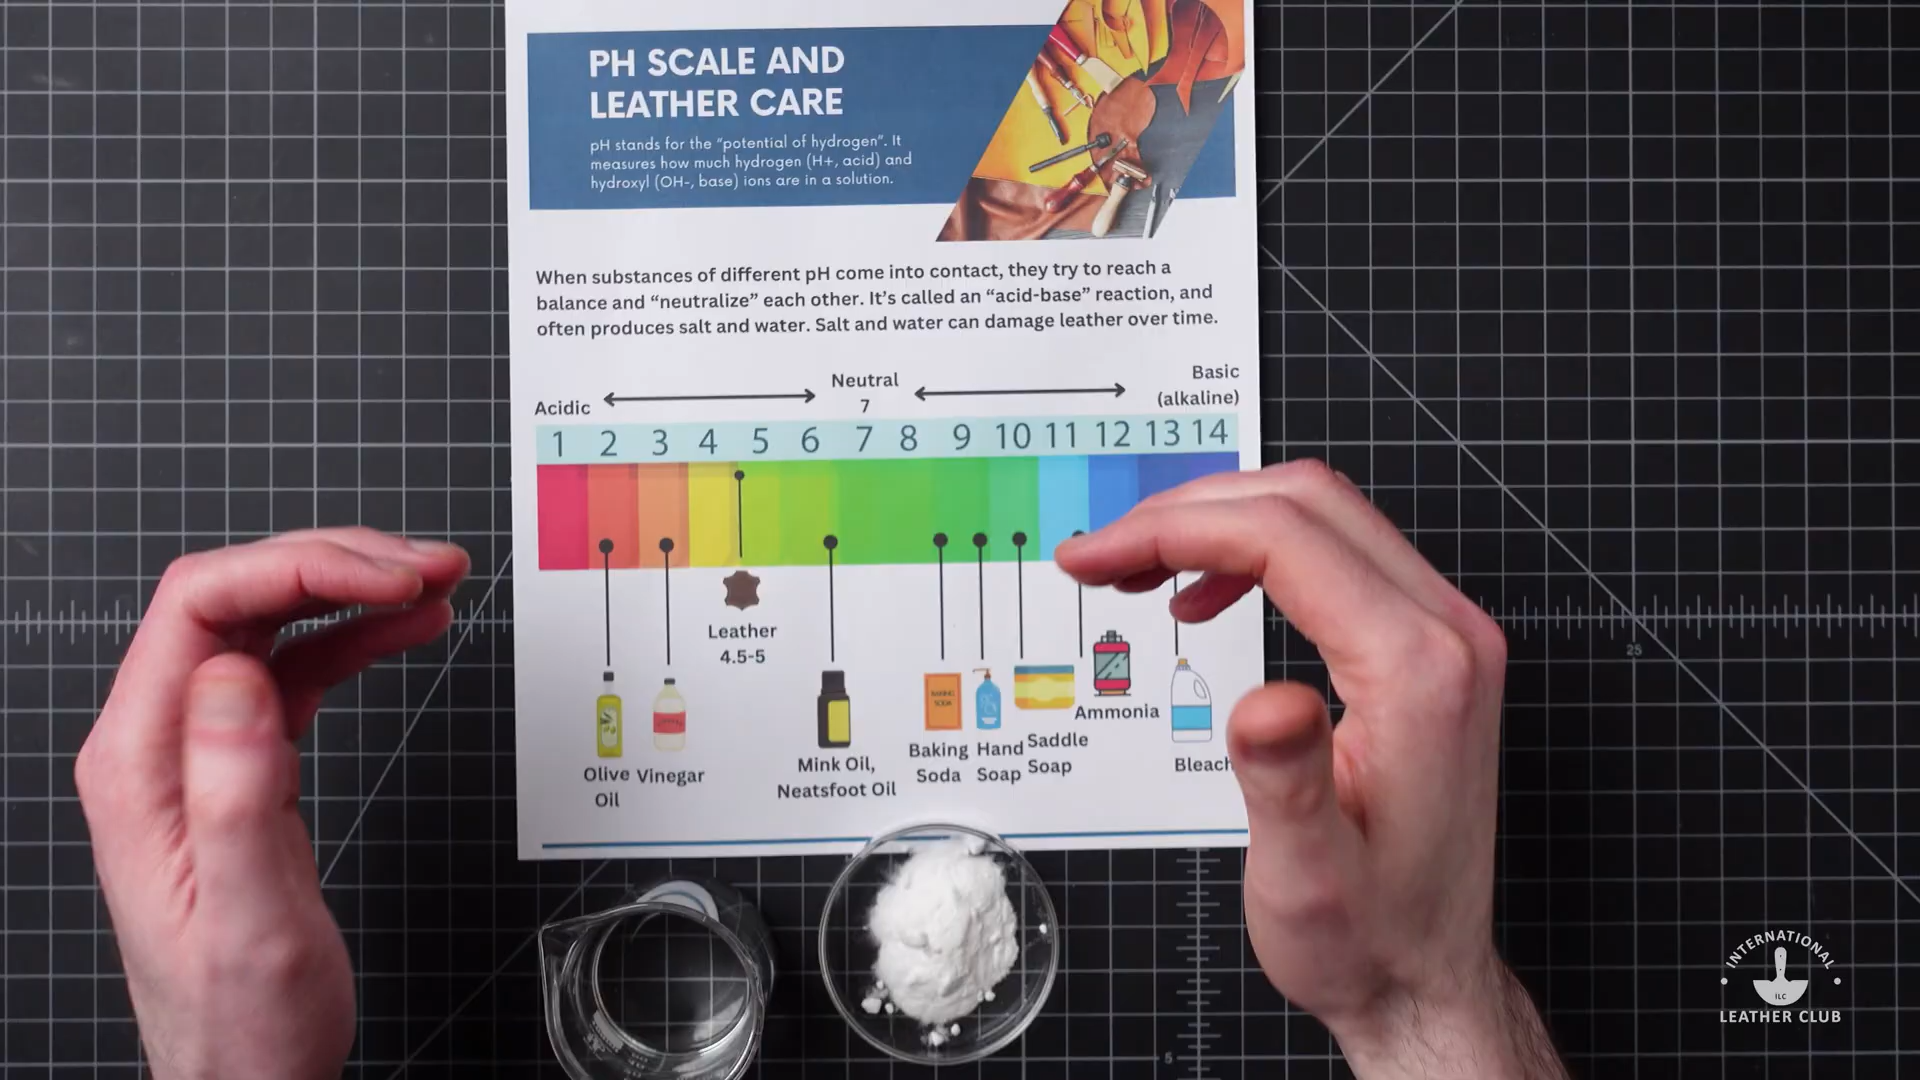 PH SCALE AND
LEATHER CARE
pH stands for the “potential of hydrogen”. It
measures how much hydrogen (H+, acid) and
hydroxyl (OH-, base) ions are in a solution.
When substances of different pH come into contact, they try to reach a
balance and “neutralize” each other. It’s called an “acid-base” reaction, and
often produces salt and water. Salt and water can damage leather over time.
Acidic
Neutral
7
Basic
(alkaline)
1 2 3 4 5 6 7 8 9 10 11 12 13 14
Leather
4.5-5
BAKING
SODA
Olive
Oil
Vinegar
Mink Oil,
Neatsfoot Oil
Baking
Soda
Hand
Soap
Saddle
Soap
Ammonia
Bleach
25
5
INTERNATIONAL
ILC
LEATHER CLUB